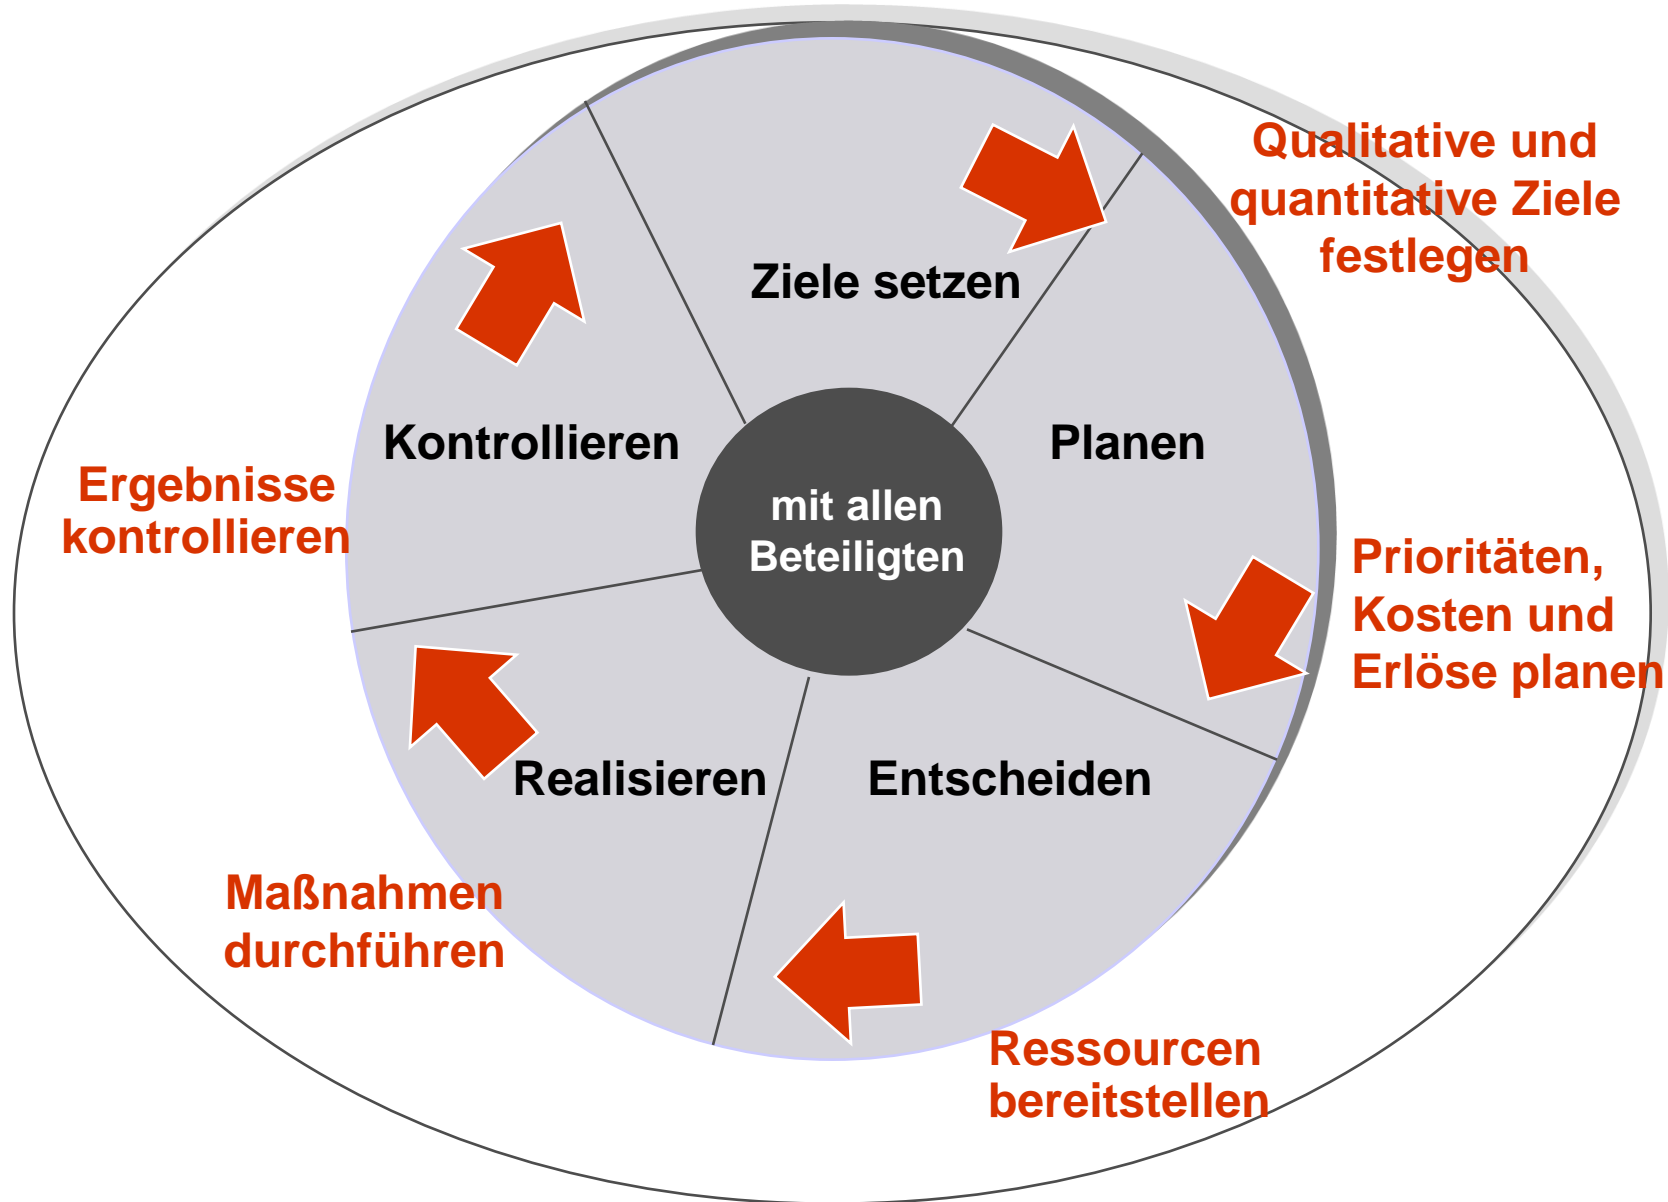 Qualitative und
quantitative Ziele
festlegen
Ziele setzen
Kontrollieren
Planen
Ergebnisse
kontrollieren
mit allen
Beteiligten
Prioritäten,
Kosten und
Erlöse planen
Realisieren
Entscheiden
Maßnahmen
durchführen
Ressourcen
bereitstellen